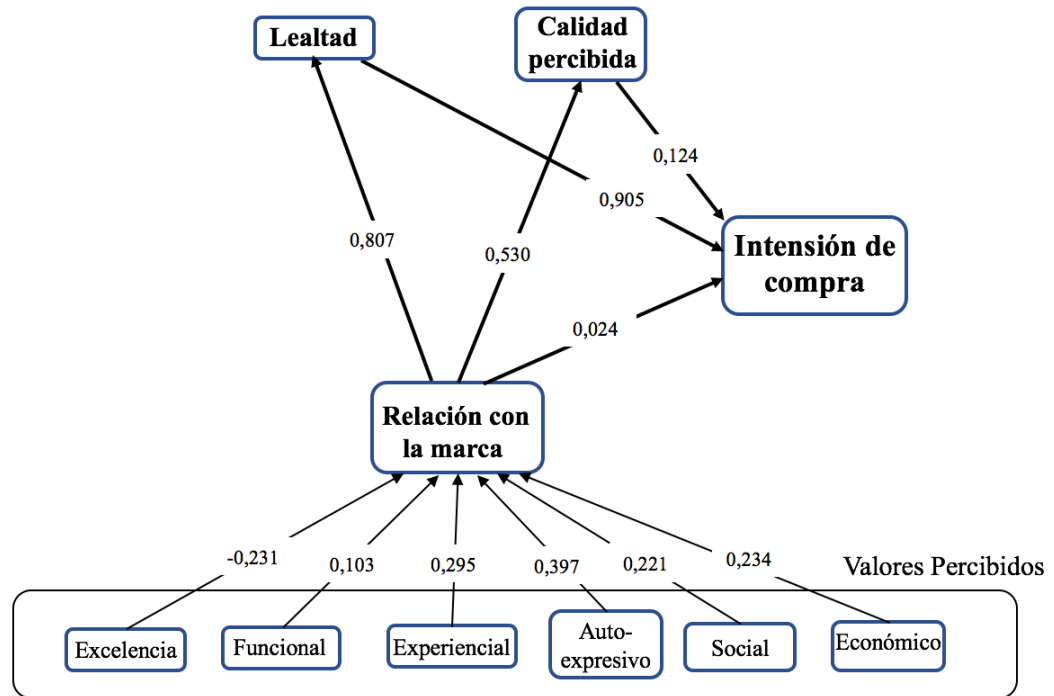 Lealtad
Calidad
percibida
0,124
0,905
0,807
0,530
Intensión de
compra
0,024
Relación con
la marca
-0,231
0,103
0,295
0,397
0,221
0,234
Valores Percibidos
Excelencia
Funcional
Experiencial
Auto-
expresivo
Social
Económico